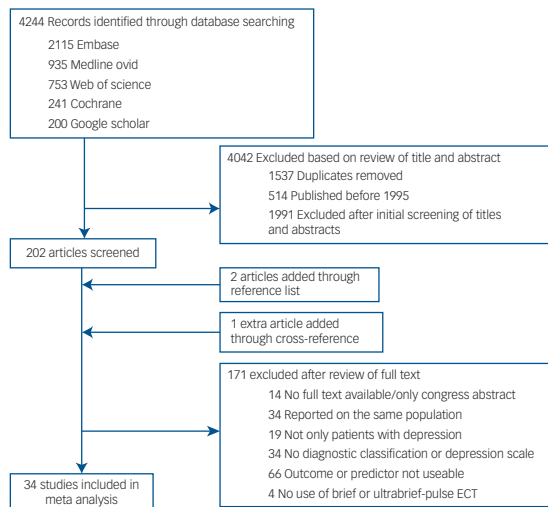 4244 Records identified through database searching
2115 Embase
935 Medline ovid
753 Web of science
241 Cochrane
200 Google scholar
4042 Excluded based on review of title and abstract
1537 Duplicates removed
514 Published before 1995
1991 Excluded after initial screening of titles
and abstracts
202 articles screened
2 articles added through
reference list
1 extra article added
through cross-reference
171 excluded after review of full text
14 No full text available/only congress abstract
34 Reported on the same population
19 Not only patients with depression
34 No diagnostic classification or depression scale
66 Outcome or predictor not useable
4 No use of brief or ultrabrief-pulse ECT
34 studies included in
meta analysis